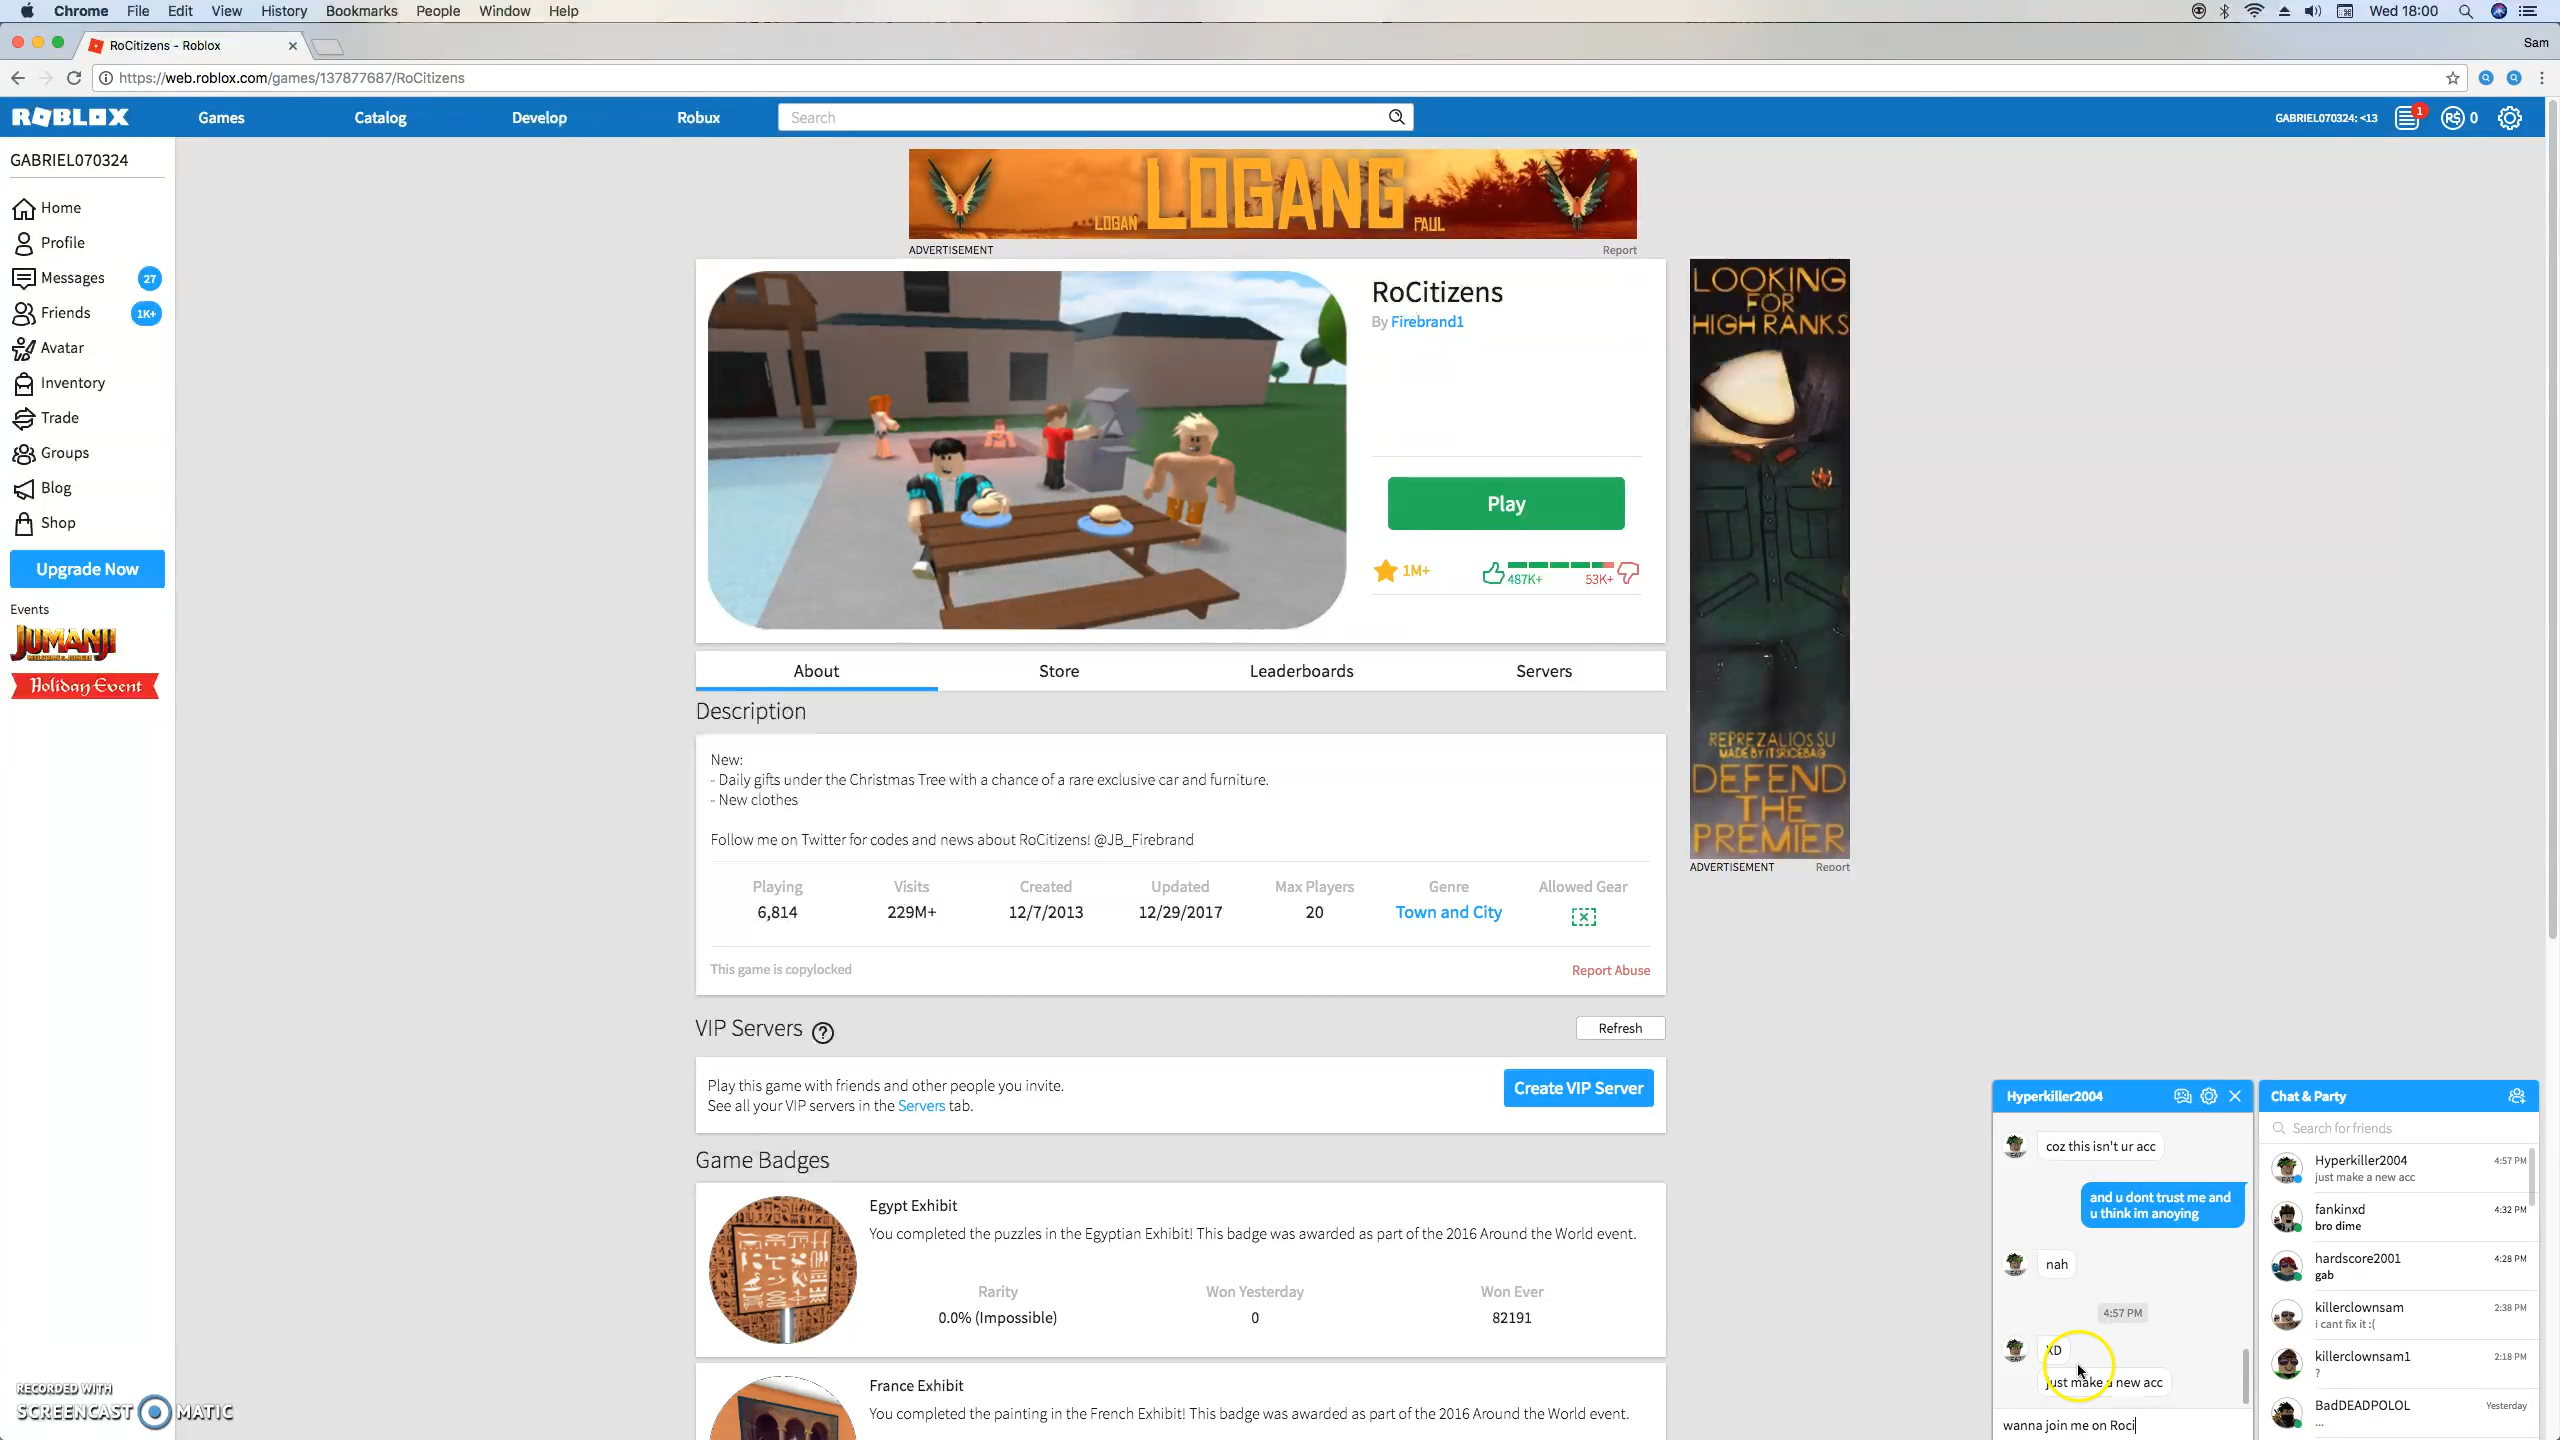 Chrome File Edit View History Bookmarks People Window Help
Wed 18:00
RoCitizens - Roblox
Sam
https://web.roblox.com/games/137877687/RoCitizens
ROBLOX
Games Catalog Develop Robux
Search
GABRIEL070324: <13
1
R$ 0
GABRIEL070324
Home
Profile
Messages 27
Friends 1K+
Avatar
Inventory
Trade
Groups
Blog
Shop
Upgrade Now
Events
JUMANJI
WELCOME TO THE JUNGLE
Holiday Event
LOGAN LOGANG PAUL
ADVERTISEMENT Report
RoCitizens
By Firebrand1
Play
1M+ 487K+ 53K+
LOOKING
FOR
HIGH RANKS
REPREZALIOS.SU
MADE BY ITSRICEBAG
DEFEND
THE
PREMIER
ADVERTISEMENT Report
About Store Leaderboards Servers
Description
New:
- Daily gifts under the Christmas Tree with a chance of a rare exclusive car and furniture.
- New clothes
Follow me on Twitter for codes and news about RoCitizens! @JB_Firebrand
Playing Visits Created Updated Max Players Genre Allowed Gear
6,814 229M+ 12/7/2013 12/29/2017 20 Town and City
This game is copylocked Report Abuse
VIP Servers ? Refresh
Play this game with friends and other people you invite.
See all your VIP servers in the Servers tab.
Create VIP Server
Game Badges
Egypt Exhibit
You completed the puzzles in the Egyptian Exhibit! This badge was awarded as part of the 2016 Around the World event.
Rarity Won Yesterday Won Ever
0.0% (Impossible) 0 82191
France Exhibit
You completed the painting in the French Exhibit! This badge was awarded as part of the 2016 Around the World event.
Hyperkiller2004
coz this isn't ur acc
and u dont trust me and
u think im anoying
nah
4:57 PM
XD
just make a new acc
wanna join me on Roci
Chat & Party
Search for friends
Hyperkiller2004 4:57 PM
just make a new acc
fankinxd 4:32 PM
bro dime
hardscore2001 4:28 PM
gab
killerclownsam 2:38 PM
i cant fix it :(
killerclownsam1 2:18 PM
?
BadDEADPOLOL Yesterday
...
RECORDED WITH
SCREENCAST MATIC